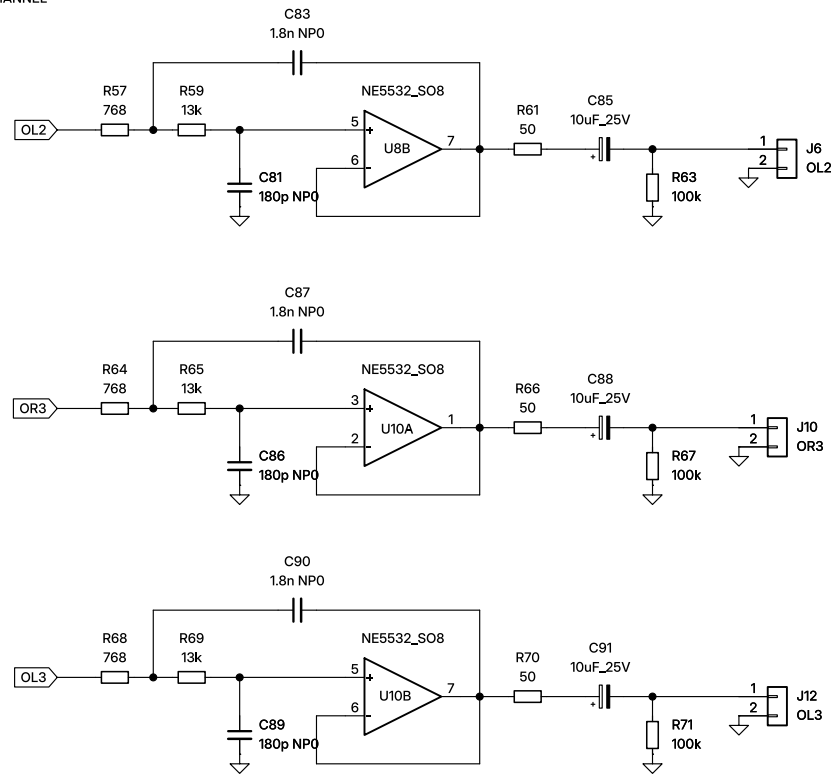 HANNEL
C83
1.8n NP0
R57
768
R59
13k
NE5532_SO8
R61
50
C85
10uF_25V
OL2
5
+
U8B
7
6
-
+
1
2
J6
OL2
C81
180p NP0
R63
100k
C87
1.8n NP0
R64
768
R65
13k
NE5532_SO8
R66
50
C88
10uF_25V
OR3
3
+
U10A
1
2
-
+
1
2
J10
OR3
C86
180p NP0
R67
100k
C90
1.8n NP0
R68
768
R69
13k
NE5532_SO8
R70
50
C91
10uF_25V
OL3
5
+
U10B
7
6
-
+
1
2
J12
OL3
C89
180p NP0
R71
100k